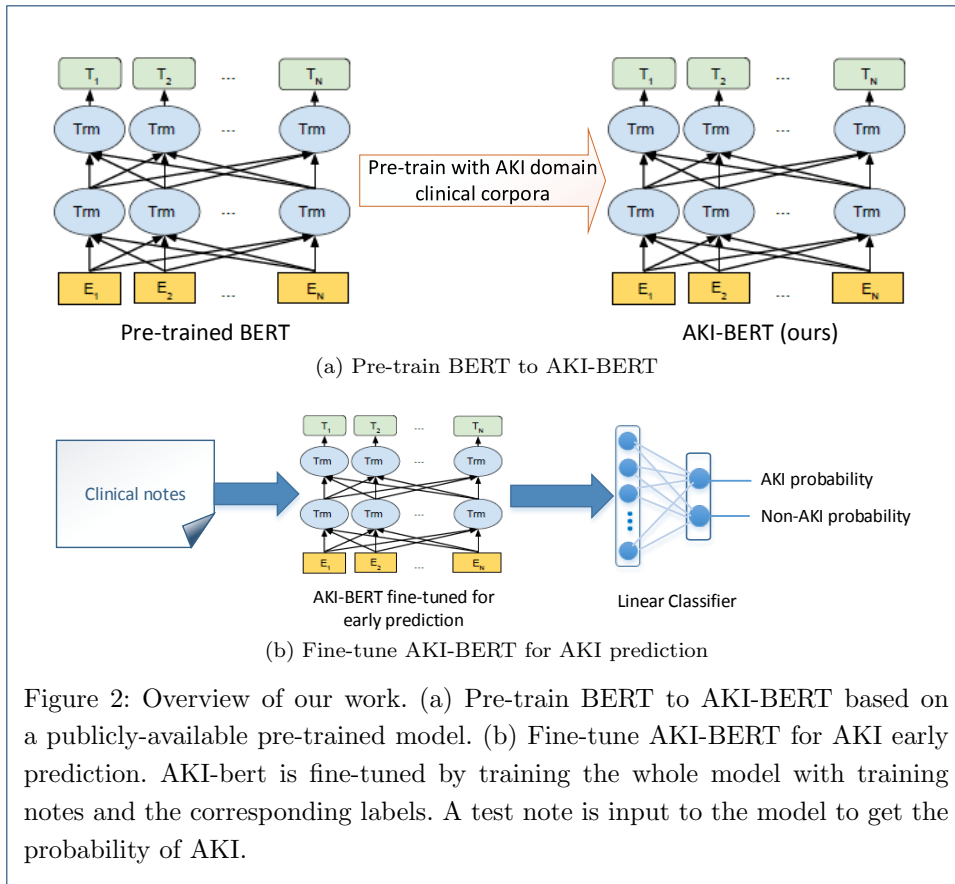 T1 T2 ... TN T1 T2 ... TN
Trm Trm ... Trm Trm Trm ... Trm
Pre-train with AKI domain
clinical corpora
Trm Trm ... Trm Trm Trm ... Trm
E1 E2 ... EN E1 E2 ... EN
Pre-trained BERT AKI-BERT (ours)
(a) Pre-train BERT to AKI-BERT
T1 T2 ... TN
Trm Trm ... Trm
Clinical notes
Trm Trm ... Trm
E1 E2 ... EN
AKI probability
Non-AKI probability
AKI-BERT fine-tuned for
early prediction
Linear Classifier
(b) Fine-tune AKI-BERT for AKI prediction
Figure 2: Overview of our work. (a) Pre-train BERT to AKI-BERT based on
a publicly-available pre-trained model. (b) Fine-tune AKI-BERT for AKI early
prediction. AKI-bert is fine-tuned by training the whole model with training
notes and the corresponding labels. A test note is input to the model to get the
probability of AKI.